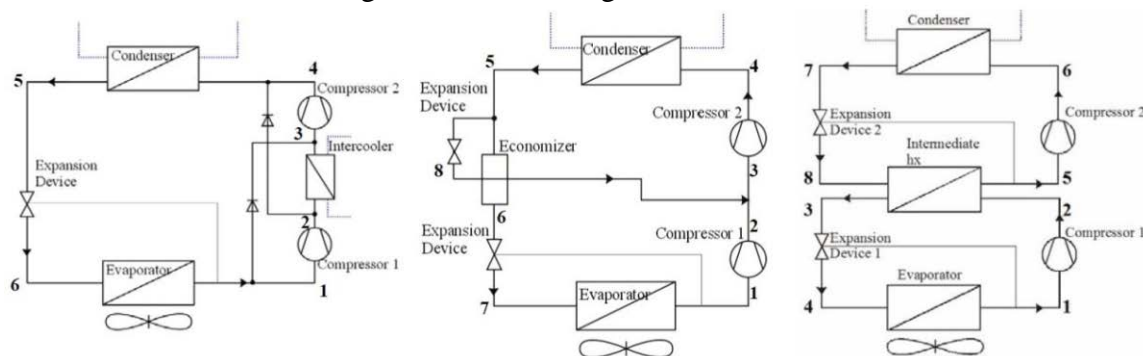 Condenser
5
4
Compressor 2
3
Intercooler
Expansion
Device
2
Compressor 1
Evaporator
6
1
Condenser
5
4
Expansion
Device
Compressor 2
Economizer
8
3
6
2
Expansion
Device
Compressor 1
Evaporator
7
1
Condenser
7
6
Expansion
Device 2
Compressor 2
Intermediate
hx
8
5
3
2
Expansion
Device 1
Compressor 1
Evaporator
4
1